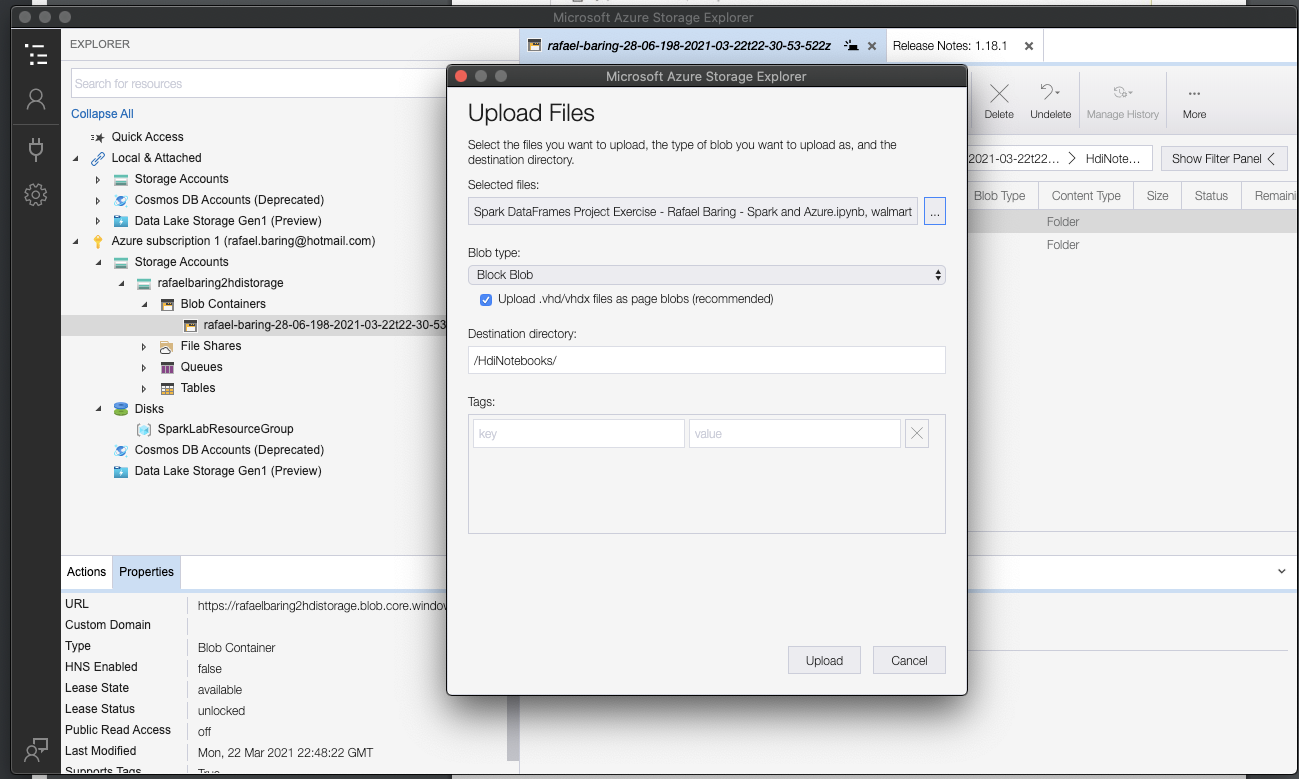 Microsoft Azure Storage Explorer
EXPLORER
Search for resources
Collapse All
Quick Access
Local & Attached
Storage Accounts
Cosmos DB Accounts (Deprecated)
Data Lake Storage Gen1 (Preview)
Azure subscription 1 (rafael.baring@hotmail.com)
Storage Accounts
rafaelbaring2hdistorage
Blob Containers
rafael-baring-28-06-198-2021-03-22t22-30-53
File Shares
Queues
Tables
Disks
SparkLabResourceGroup
Cosmos DB Accounts (Deprecated)
Data Lake Storage Gen1 (Preview)
Actions
Properties
URL https://rafaelbaring2hdistorage.blob.core.window
Custom Domain
Type Blob Container
HNS Enabled false
Lease State available
Lease Status unlocked
Public Read Access off
Last Modified Mon, 22 Mar 2021 22:48:22 GMT
Supports Tags True
rafael-baring-28-06-198-2021-03-22t22-30-53-522z
Release Notes: 1.18.1
Delete
Undelete
Manage History
More
2021-03-22t22...
HdiNote...
Show Filter Panel
Blob Type
Content Type
Size
Status
Remaini
Folder
Folder
Microsoft Azure Storage Explorer
Upload Files
Select the files you want to upload, the type of blob you want to upload as, and the
destination directory.
Selected files:
Spark DataFrames Project Exercise - Rafael Baring - Spark and Azure.ipynb, walmart
...
Blob type:
Block Blob
Upload .vhd/vhdx files as page blobs (recommended)
Destination directory:
/HdiNotebooks/
Tags:
key
value
Upload
Cancel